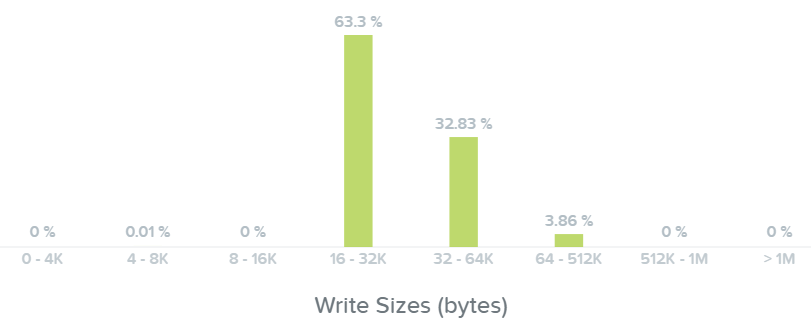 63.3 %
32.83 %
3.86 %
0 % 0.01 % 0 % 0 % 0 %
0 - 4K 4 - 8K 8 - 16K 16 - 32K 32 - 64K 64 - 512K 512K - 1M > 1M
Write Sizes (bytes)